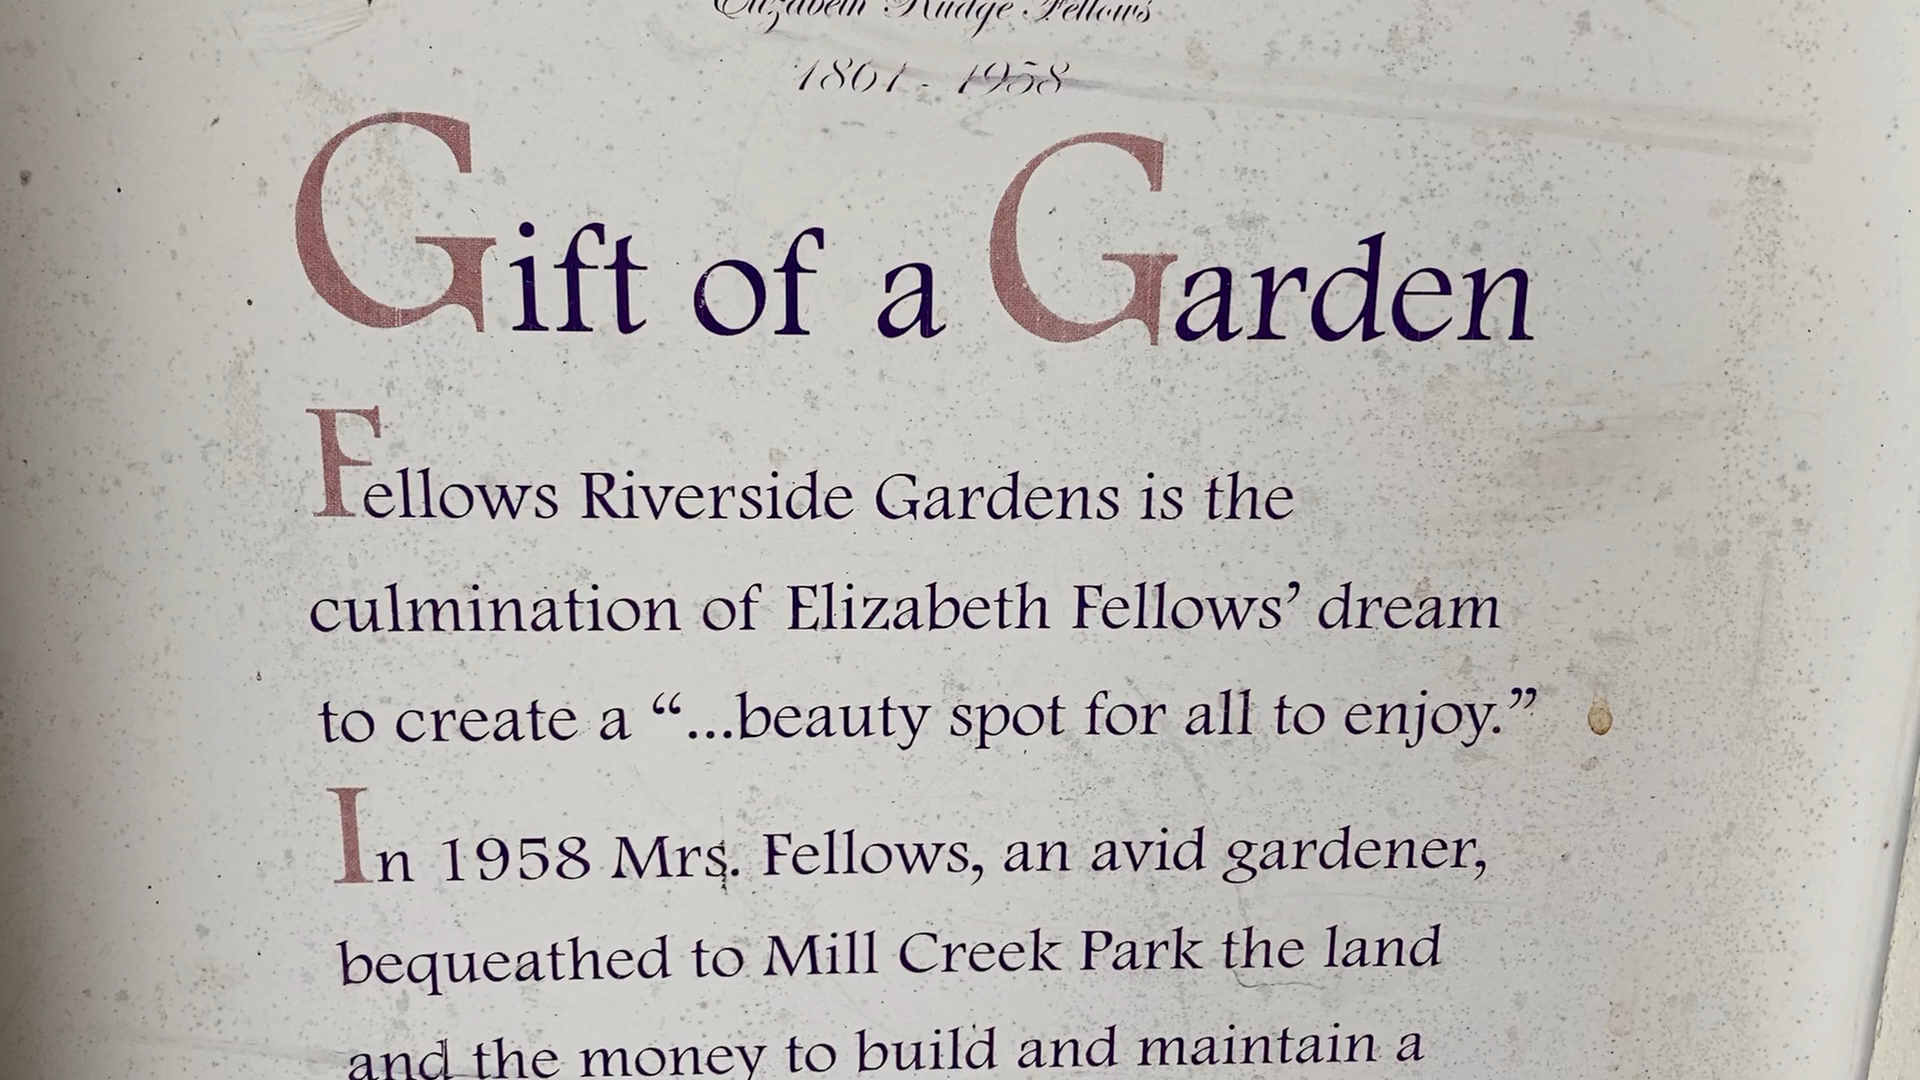 Elizabeth Rudge Fellows
1861 - 1958
Gift of a Garden
Fellows Riverside Gardens is the
culmination of Elizabeth Fellows’ dream
to create a “...beauty spot for all to enjoy.”
In 1958 Mrs. Fellows, an avid gardener,
bequeathed to Mill Creek Park the land
and the money to build and maintain a